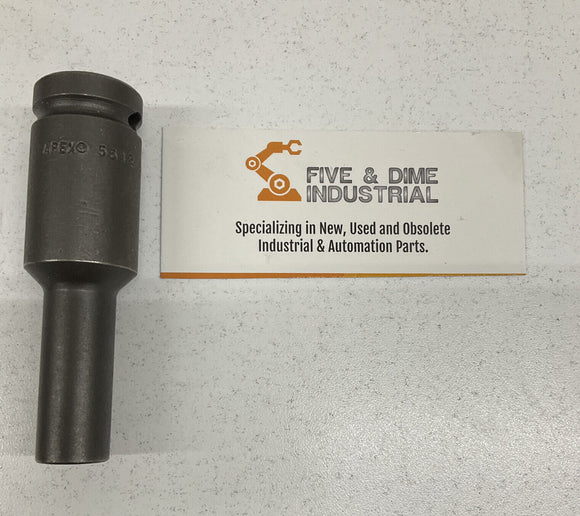 APEX 5812
FIVE & DIME
INDUSTRIAL
Specializing in New, Used and Obsolete
Industrial & Automation Parts.